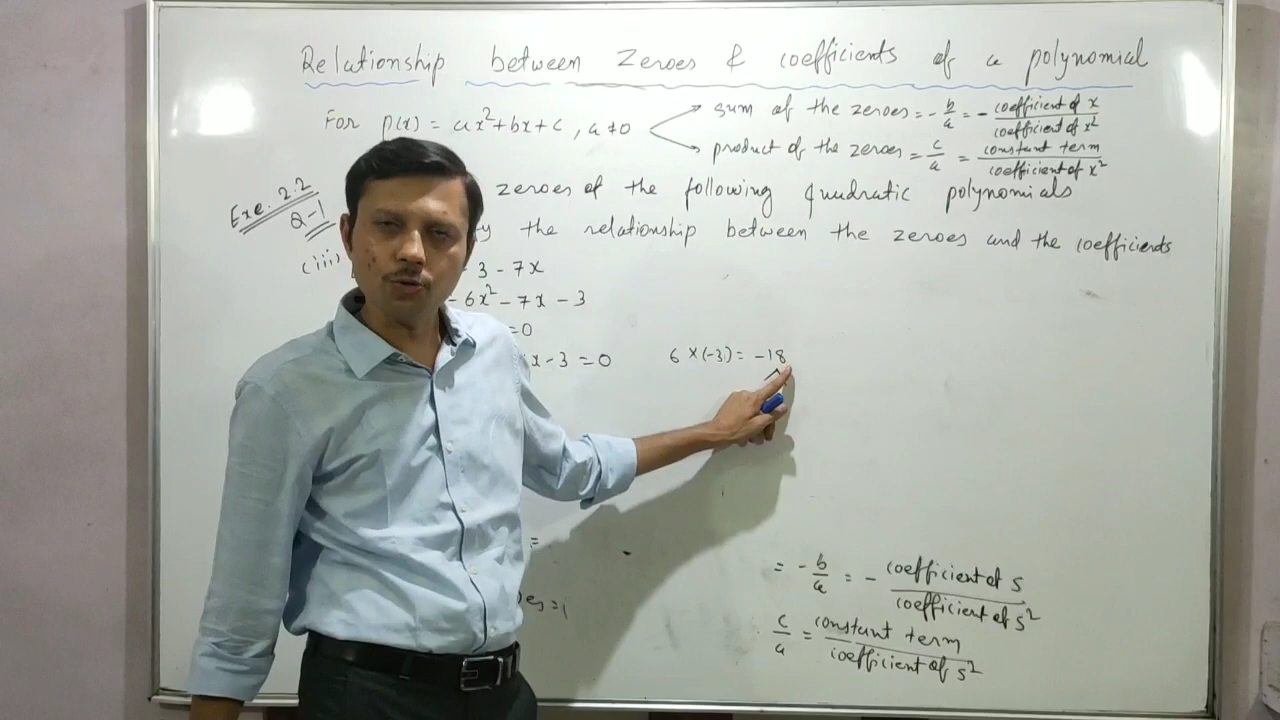 Relationship between Zeroes & coefficients of a polynomial
For p(x) = ax²+bx+c, a≠0
sum of the zeroes = -b/a = - coefficient of x / coefficient of x²
product of the zeroes = c/a = constant term / coefficient of x²
Exe. 2.2
Q-1
zeroes of the following quadratic polynomials
the relationship between the zeroes and the coefficients
(iii) 3 - 7x
6x² - 7x - 3
=0
x - 3 = 0 6 × (-3) = -18
=
= - b/a = - coefficient of s / coefficient of s²
c/a = constant term / coefficient of s²